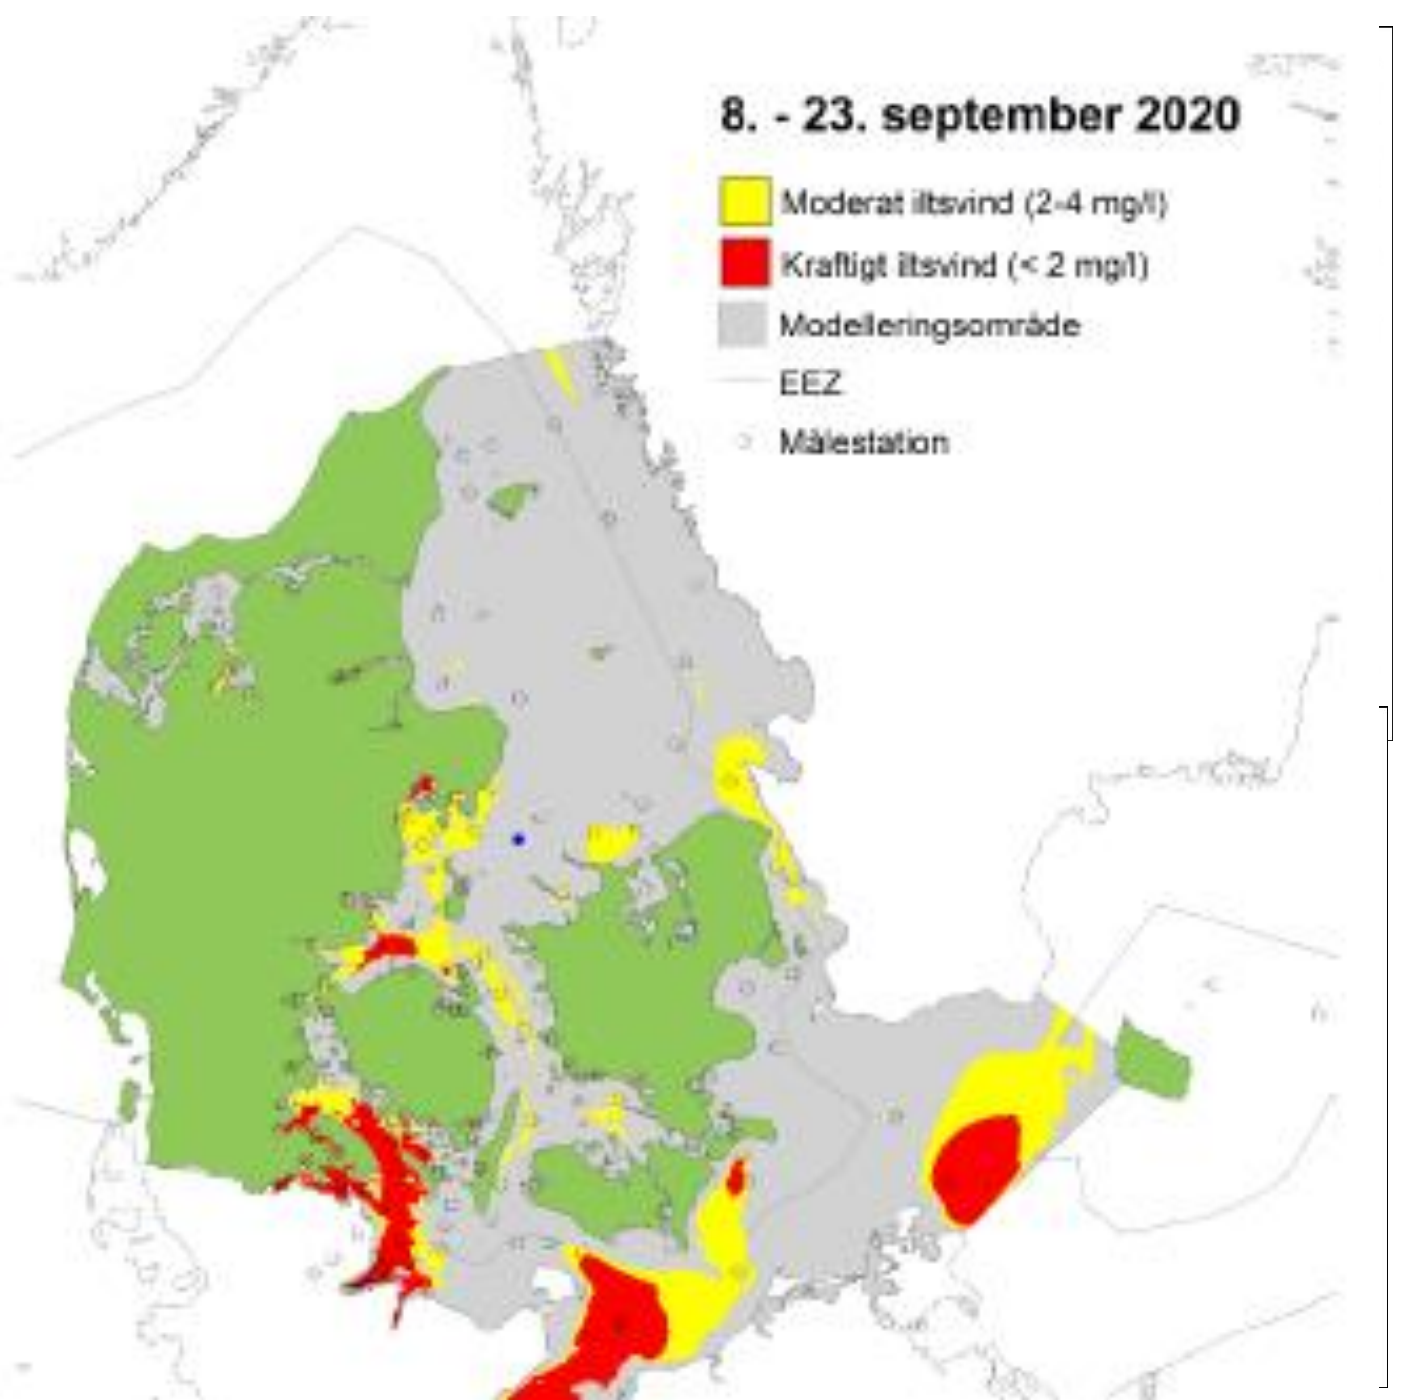 8. - 23. september 2020
Moderat iltsvind (2-4 mg/l)
Kraftigt iltsvind (< 2 mg/l)
Modelleringsområde
EEZ
Målestation